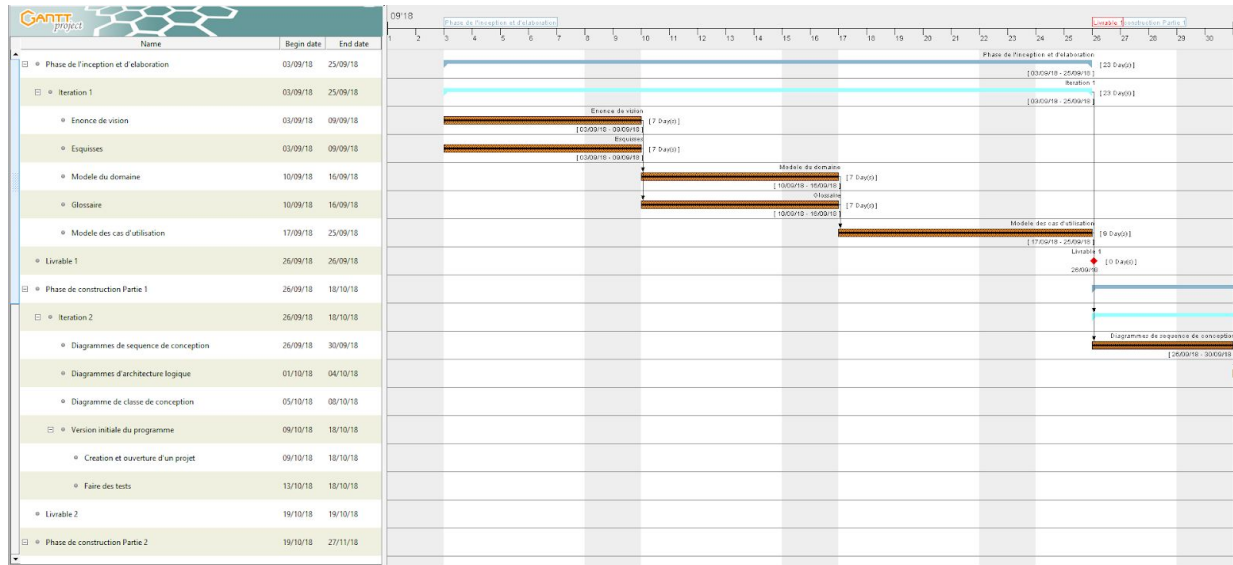 GANTT
project
Name Begin date End date
Phase de l'inception et d'elaboration 03/09/18 25/09/18
Iteration 1 03/09/18 25/09/18
Enonce de vision 03/09/18 09/09/18
Esquisses 03/09/18 09/09/18
Modele du domaine 10/09/18 16/09/18
Glossaire 10/09/18 16/09/18
Modele des cas d'utilisation 17/09/18 25/09/18
Livrable 1 26/09/18 26/09/18
Phase de construction Partie 1 26/09/18 18/10/18
Iteration 2 26/09/18 18/10/18
Diagrammes de sequence de conception 26/09/18 30/09/18
Diagrammes d'architecture logique 01/10/18 04/10/18
Diagramme de classe de conception 05/10/18 08/10/18
Version initiale du programme 09/10/18 18/10/18
Creation et ouverture d'un projet 09/10/18 18/10/18
Faire des tests 13/10/18 18/10/18
Livrable 2 19/10/18 19/10/18
Phase de construction Partie 2 19/10/18 27/11/18
09'18
Phase de l'inception et d'elaboration Livrable 1 construction Partie 1
1 2 3 4 5 6 7 8 9 10 11 12 13 14 15 16 17 18 19 20 21 22 23 24 25 26 27 28 29 30
Phase de l'inception et d'elaboration
[ 23 Day(s) ]
[ 03/09/18 - 25/09/18 ]
Iteration 1
[ 23 Day(s) ]
[ 03/09/18 - 25/09/18 ]
Enonce de vision
[ 7 Day(s) ]
[ 03/09/18 - 09/09/18 ]
Esquisses
[ 7 Day(s) ]
[ 03/09/18 - 09/09/18 ]
Modele du domaine
[ 7 Day(s) ]
[ 10/09/18 - 16/09/18 ]
Glossaire
[ 7 Day(s) ]
[ 10/09/18 - 16/09/18 ]
Modele des cas d'utilisation
[ 9 Day(s) ]
[ 17/09/18 - 25/09/18 ]
Livrable 1
[ 0 Day(s) ]
26/09/18
Diagrammes de sequence de conception
[ 26/09/18 - 30/09/18